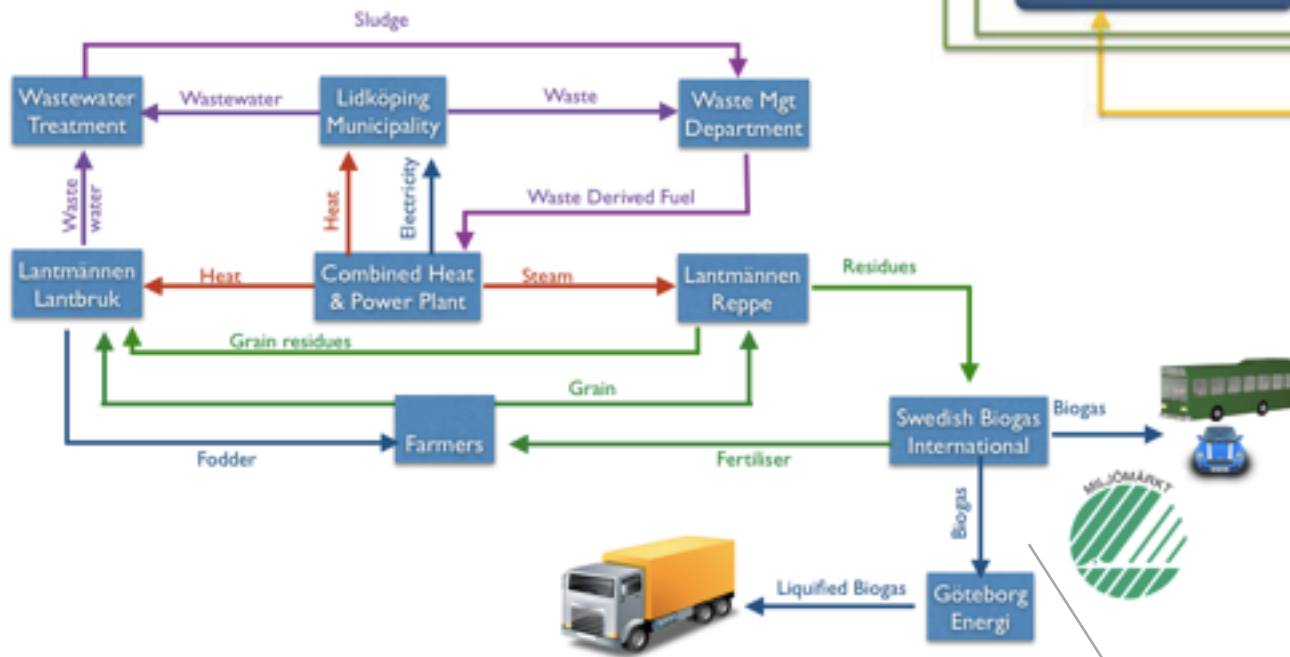 Sludge
Wastewater
Treatment
Wastewater
Lidköping
Municipality
Waste
Waste Mgt
Department
Waste
water
Heat
Electricity
Waste Derived Fuel
Lantmännen
Lantbruk
Heat
Combined Heat
& Power Plant
Steam
Lantmännen
Reppe
Residues
Grain residues
Grain
Farmers
Fodder
Fertiliser
Swedish Biogas
International
Biogas
Biogas
MILJÖMÄRKT
Liquified Biogas
Göteborg
Energi